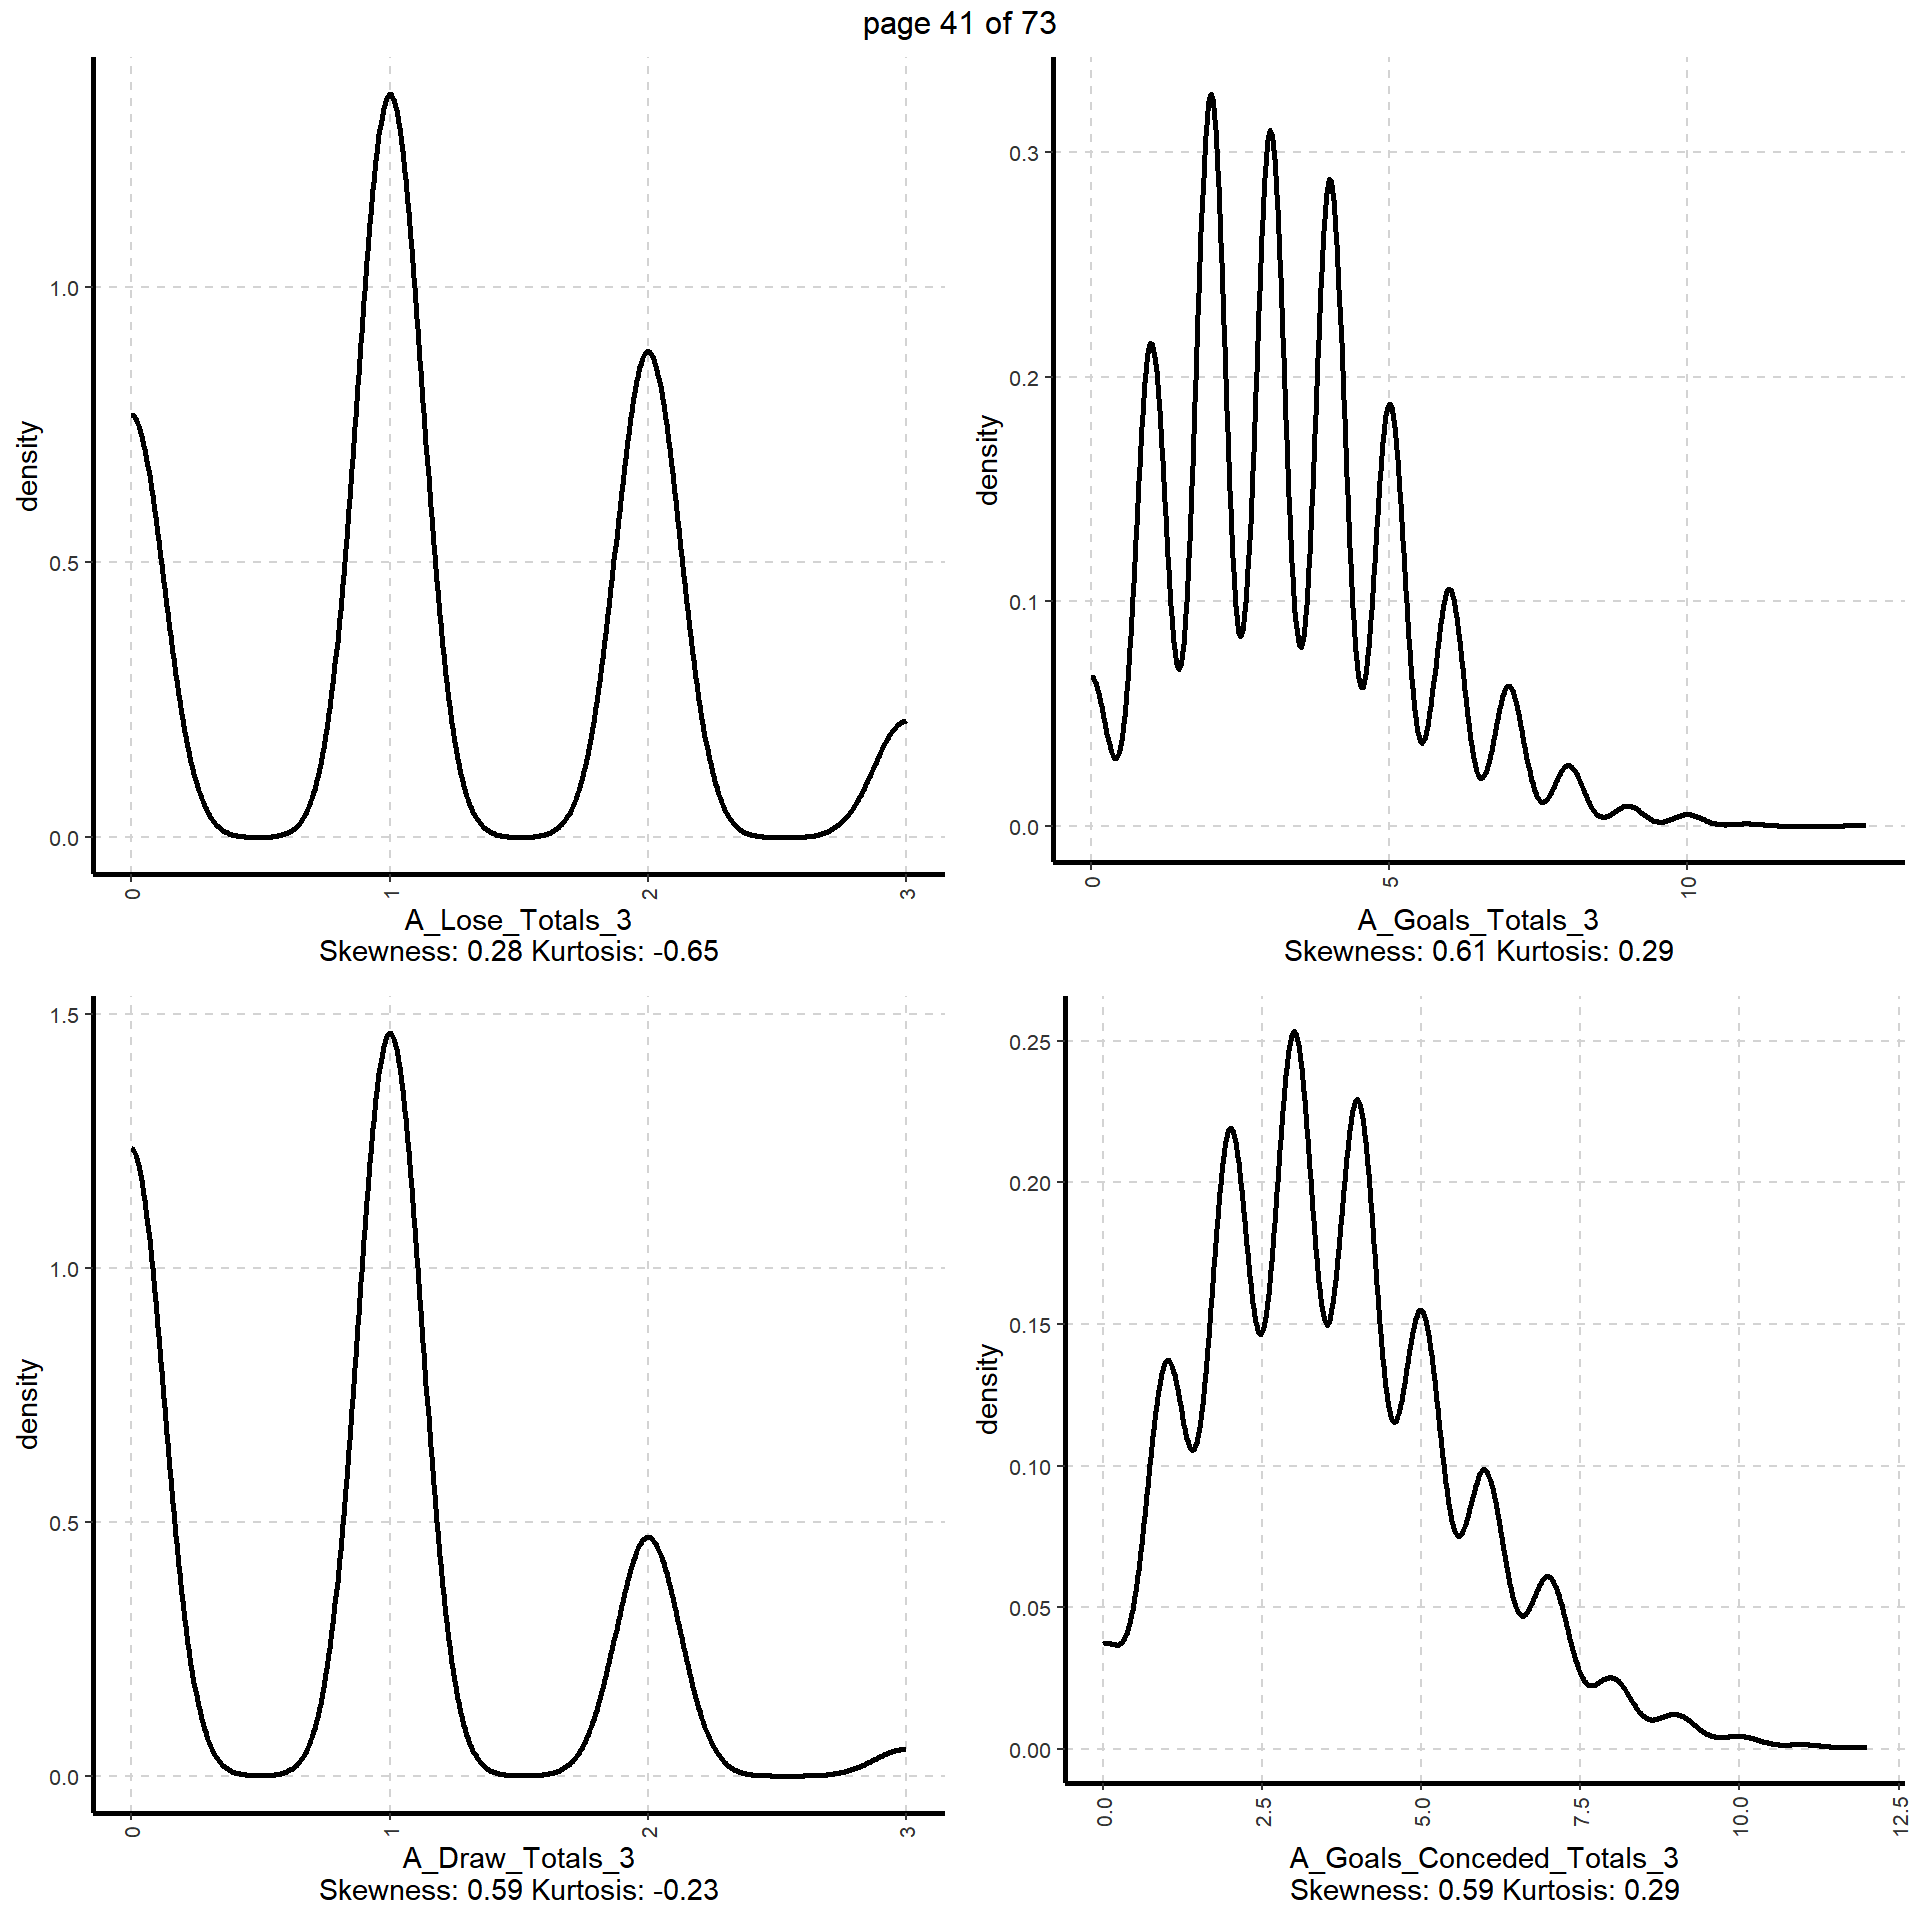 page 41 of 73
density
1.0
0.5
0.0
0
1
2
3
A_Lose_Totals_3
Skewness: 0.28 Kurtosis: -0.65
density
0.3
0.2
0.1
0.0
0
5
10
A_Goals_Totals_3
Skewness: 0.61 Kurtosis: 0.29
density
1.5
1.0
0.5
0.0
0
1
2
3
A_Draw_Totals_3
Skewness: 0.59 Kurtosis: -0.23
density
0.25
0.20
0.15
0.10
0.05
0.00
0.0
2.5
5.0
7.5
10.0
12.5
A_Goals_Conceded_Totals_3
Skewness: 0.59 Kurtosis: 0.29